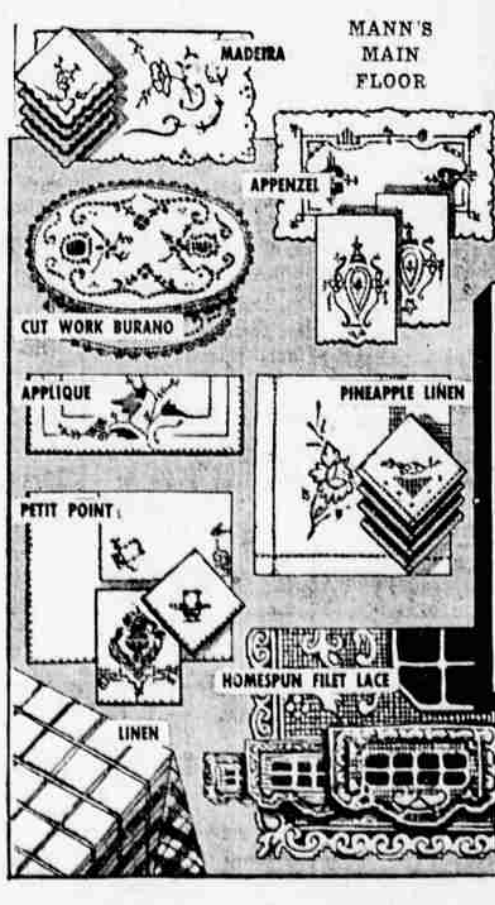 MANN'S
MAIN
FLOOR
MADEIRA
APPENZEL
CUT WORK BURANO
APPLIQUE
PINEAPPLE LINEN
PETIT POINT
HOMESPUN FILET LACE
LINEN